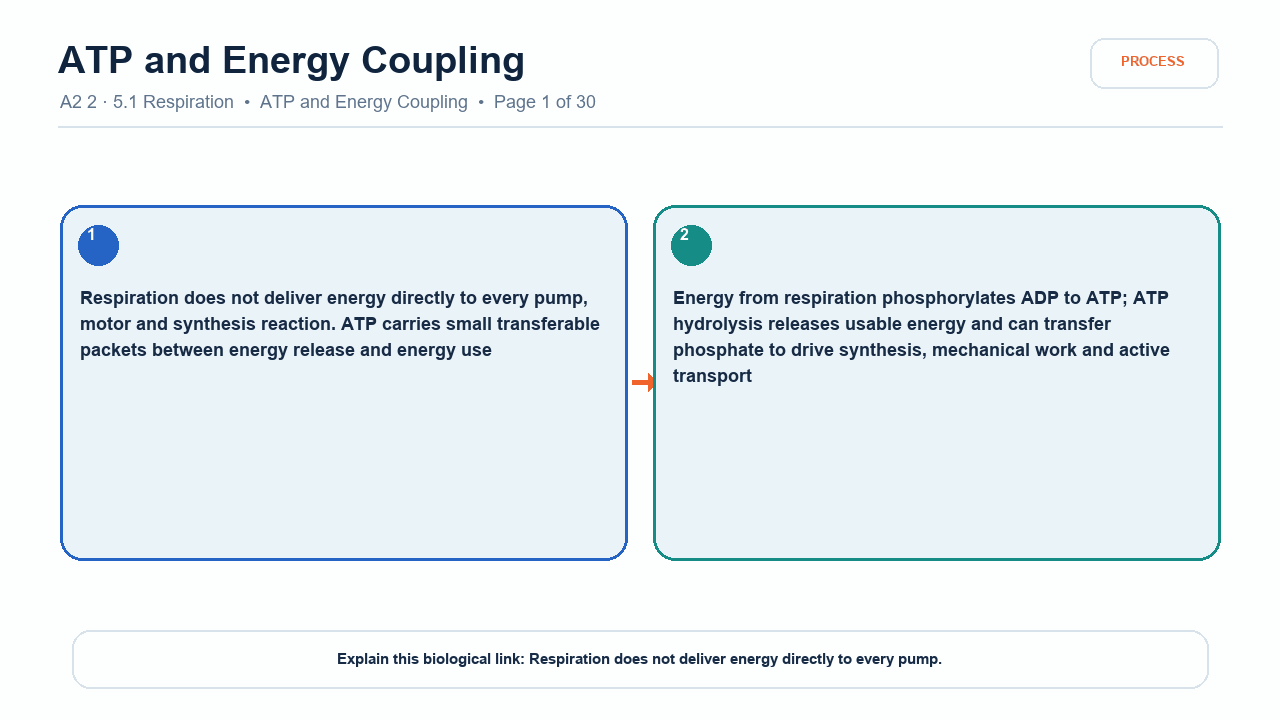 ATP and Energy Coupling
PROCESS
A2 2 · 5.1 Respiration • ATP and Energy Coupling • Page 1 of 30
1
Respiration does not deliver energy directly to every pump,
motor and synthesis reaction. ATP carries small transferable
packets between energy release and energy use
2
Energy from respiration phosphorylates ADP to ATP; ATP
hydrolysis releases usable energy and can transfer
phosphate to drive synthesis, mechanical work and active
transport
Explain this biological link: Respiration does not deliver energy directly to every pump.